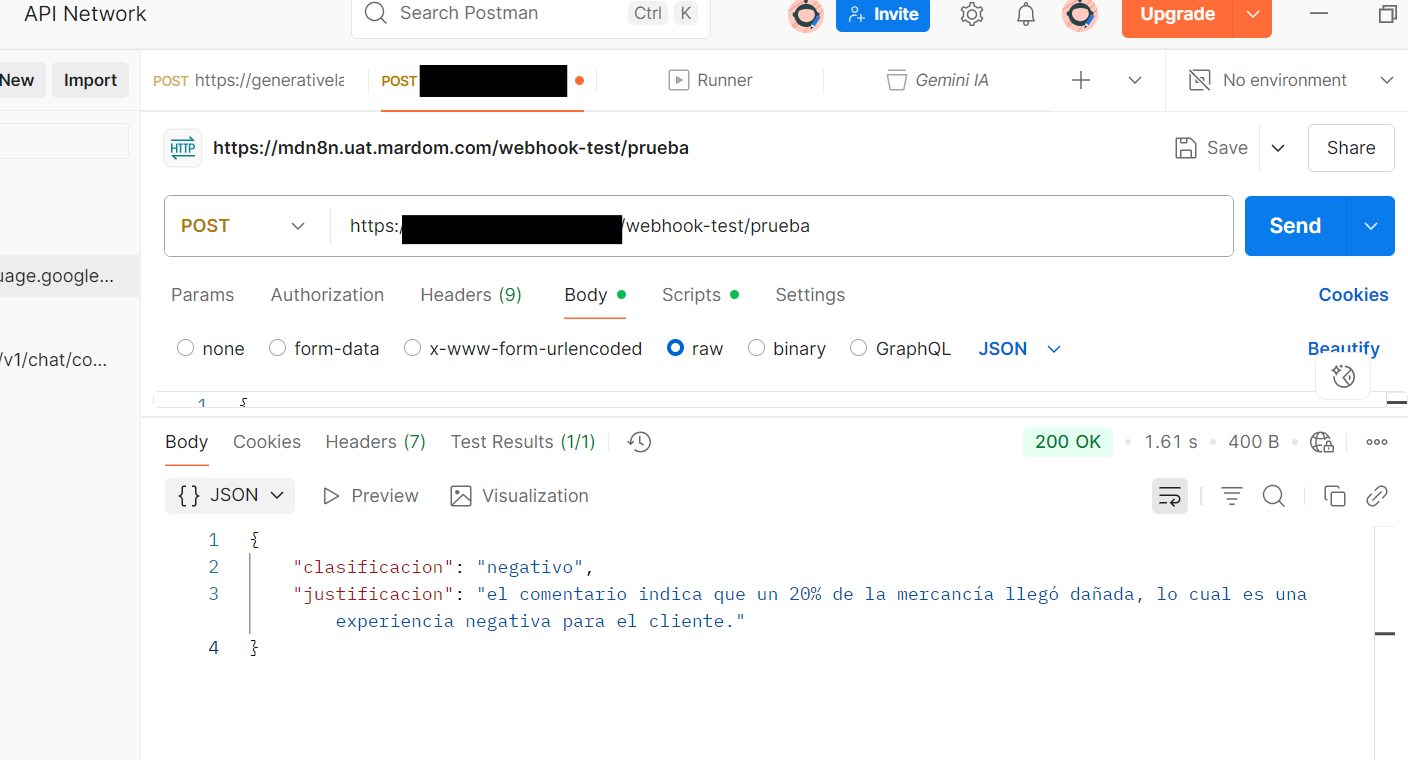 API Network
Search Postman Ctrl K Invite Upgrade
New Import POST https://generativela POST Runner Gemini IA No environment
HTTP https://mdn8n.uat.mardom.com/webhook-test/prueba Save Share
POST https:/ /webhook-test/prueba Send
uage.google...
Params Authorization Headers (9) Body Scripts Settings Cookies
/v1/chat/co...
none form-data x-www-form-urlencoded raw binary GraphQL JSON Beautify
1 {
Body Cookies Headers (7) Test Results (1/1) 200 OK 1.61 s 400 B
{} JSON Preview Visualization
1 {
2 "clasificacion": "negativo",
3 "justificacion": "el comentario indica que un 20% de la mercancía llegó dañada, lo cual es una
experiencia negativa para el cliente."
4 }